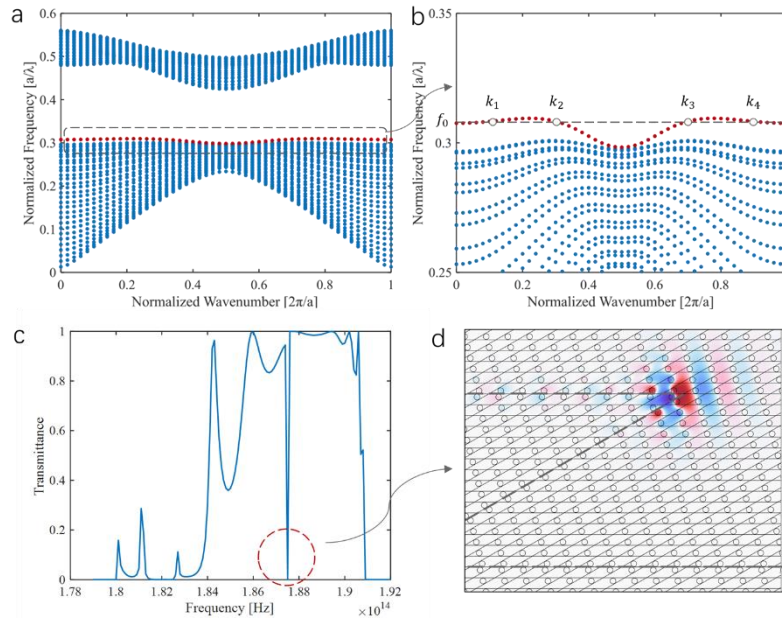 a
0.6
0.5
0.4
0.3
0.2
0.1
0
0
0.2
0.4
0.6
0.8
1
Normalized Wavenumber [2π/a]
Normalized Frequency [a/λ]
b
0.35
f₀
0.3
0.25
k₁
k₂
k₃
k₄
0
0.2
0.4
0.6
0.8
Normalized Wavenumber [2π/a]
Normalized Frequency [a/λ]
c
1
0.8
0.6
0.4
0.2
0
1.78
1.8
1.82
1.84
1.86
1.88
1.9
1.92
×10¹⁴
Frequency [Hz]
Transmittance
d